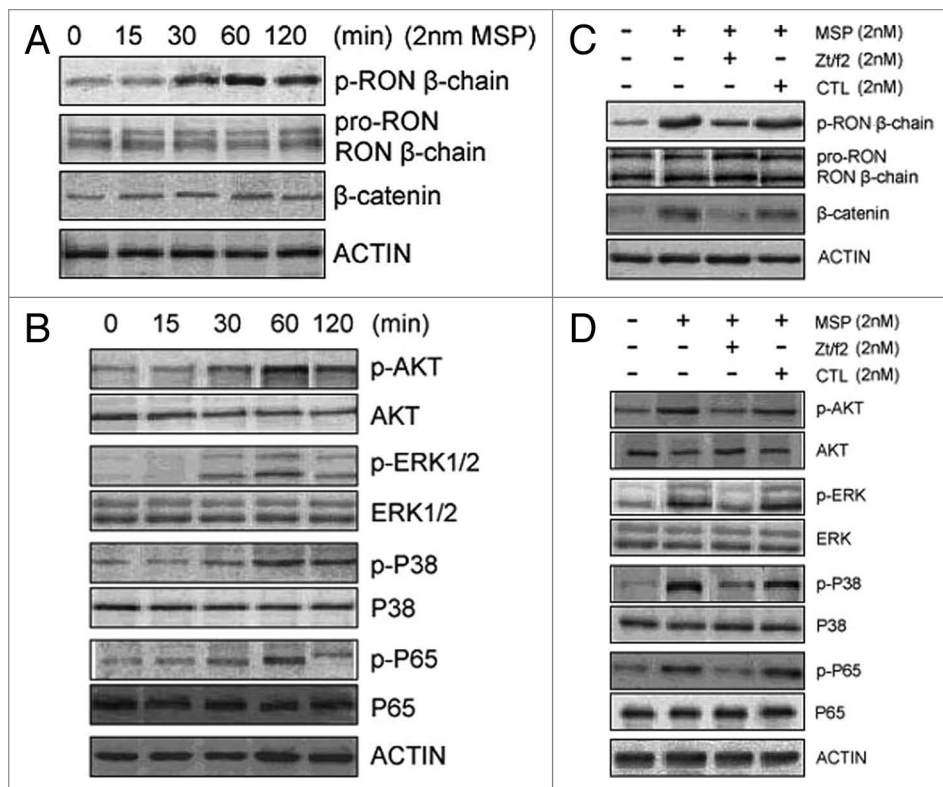 A
0 15 30 60 120 (min) (2nm MSP)
p-RON β-chain
pro-RON
RON β-chain
β-catenin
ACTIN
B
0 15 30 60 120 (min)
p-AKT
AKT
p-ERK1/2
ERK1/2
p-P38
P38
p-P65
P65
ACTIN
C
- + + + MSP (2nM)
- - + - Zt/f2 (2nM)
- - - + CTL (2nM)
p-RON β-chain
pro-RON
RON β-chain
β-catenin
ACTIN
D
- + + + MSP (2nM)
- - + - Zt/f2 (2nM)
- - - + CTL (2nM)
p-AKT
AKT
p-ERK
ERK
p-P38
P38
p-P65
P65
ACTIN